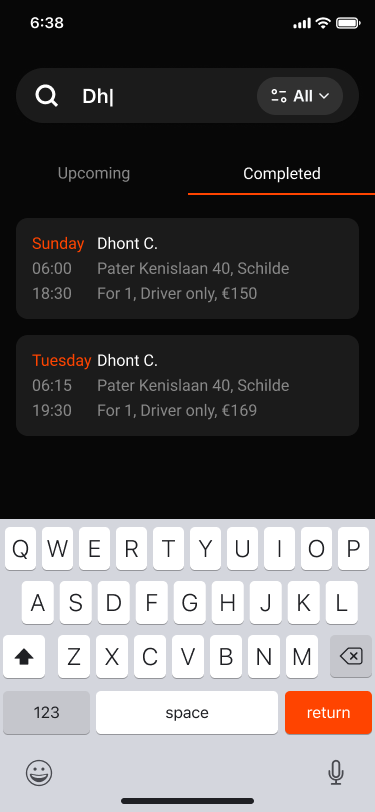 6:38
Dh
All
Upcoming Completed
Sunday Dhont C.
06:00 Pater Kenislaan 40, Schilde
18:30 For 1, Driver only, €150
Tuesday Dhont C.
06:15 Pater Kenislaan 40, Schilde
19:30 For 1, Driver only, €169
Q W E R T Y U I O P
A S D F G H J K L
Z X C V B N M
123 space return